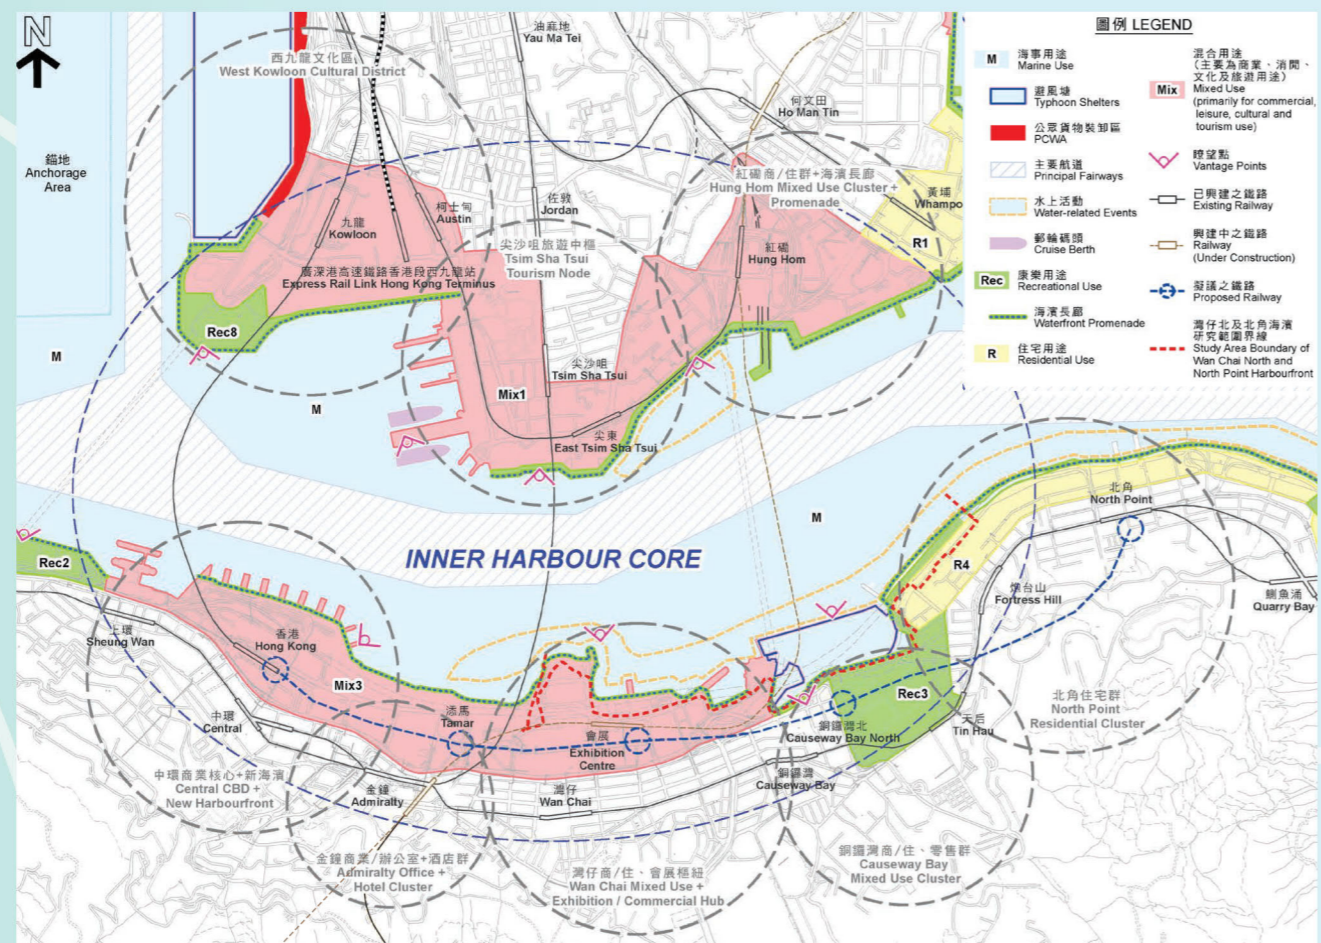 N
西九龍文化區
West Kowloon Cultural District
油麻地
Yau Ma Tei
何文田
Ho Man Tin
錨地
Anchorage
Area
紅磡商/住群+海濱長廊
Hung Hom Mixed Use Cluster +
Promenade
黃埔
Whampo
R1
柯士甸
Austin
佐敦
Jordan
九龍
Kowloon
尖沙咀旅遊中樞
Tsim Sha Tsui
Tourism Node
紅磡
Hung Hom
廣深港高速鐵路香港段西九龍站
Express Rail Link Hong Kong Terminus
Rec8
M
M
尖沙咀
Tsim Sha Tsui
Mix1
尖東
East Tsim Sha Tsui
M
INNER HARBOUR CORE
北角
North Point
R4
炮台山
Fortress Hill
鰂魚涌
Quarry Bay
Rec2
上環
Sheung Wan
香港
Hong Kong
Mix3
中環
Central
添馬
Tamar
會展
Exhibition
Centre
銅鑼灣北
Causeway Bay North
Rec3
天后
Tin Hau
北角住宅群
North Point
Residential Cluster
中環商業核心+新海濱
Central CBD +
New Harbourfront
金鐘
Admiralty
灣仔
Wan Chai
銅鑼灣
Causeway Bay
金鐘商業/辦公室+酒店群
Admiralty Office +
Hotel Cluster
灣仔商/住、會展樞紐
Wan Chai Mixed Use +
Exhibition / Commercial Hub
銅鑼灣商/住、零售群
Causeway Bay
Mixed Use Cluster
圖例 LEGEND
M
海事用途
Marine Use
避風塘
Typhoon Shelters
公眾貨物裝卸區
PCWA
主要航道
Principal Fairways
水上活動
Water-related Events
郵輪碼頭
Cruise Berth
Rec
康樂用途
Recreational Use
海濱長廊
Waterfront Promenade
R
住宅用途
Residential Use
Mix
混合用途
（主要為商業、消閒、
文化及旅遊用途）
Mixed Use
(primarily for commercial,
leisure, cultural and
tourism use)
瞭望點
Vantage Points
已興建之鐵路
Existing Railway
興建中之鐵路
Railway
(Under Construction)
擬議之鐵路
Proposed Railway
灣仔北及北角海濱
研究範圍界線
Study Area Boundary of
Wan Chai North and
North Point Harbourfront